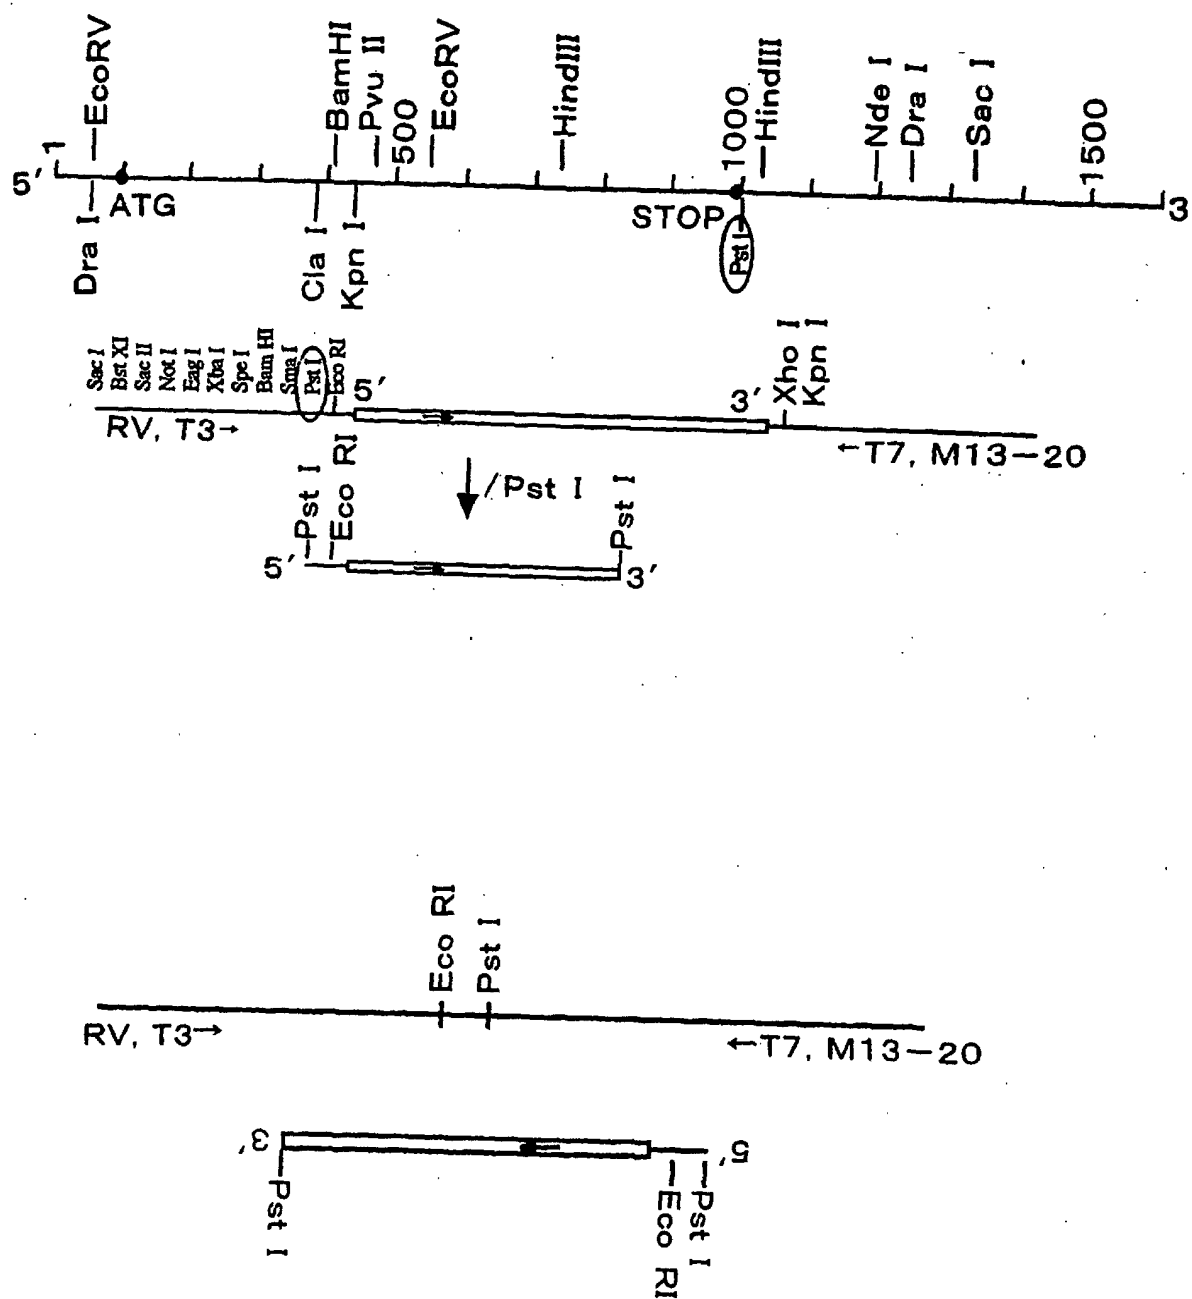 EcoRV
BamHI
Pvu II
EcoRV
HindIII
HindIII
Nde I
Dra I
Sac I
5′ 1 500 1000 1500 3
ATG
STOP
Dra I
Cla I
Kpn I
Pst I
Sac I
Bst XI
Sac II
Not I
Eag I
Xba I
Spe I
Bam HI
Sma I
Pst I
Eco RI
5′ 3′
Xho I
Kpn I
RV, T3→
←T7, M13−20
/Pst I
Pst I
Eco RI
Pst I
5′ 3′
Eco RI
Pst I
RV, T3→
←T7, M13−20
3′ 5′
Pst I
Eco RI
Pst I